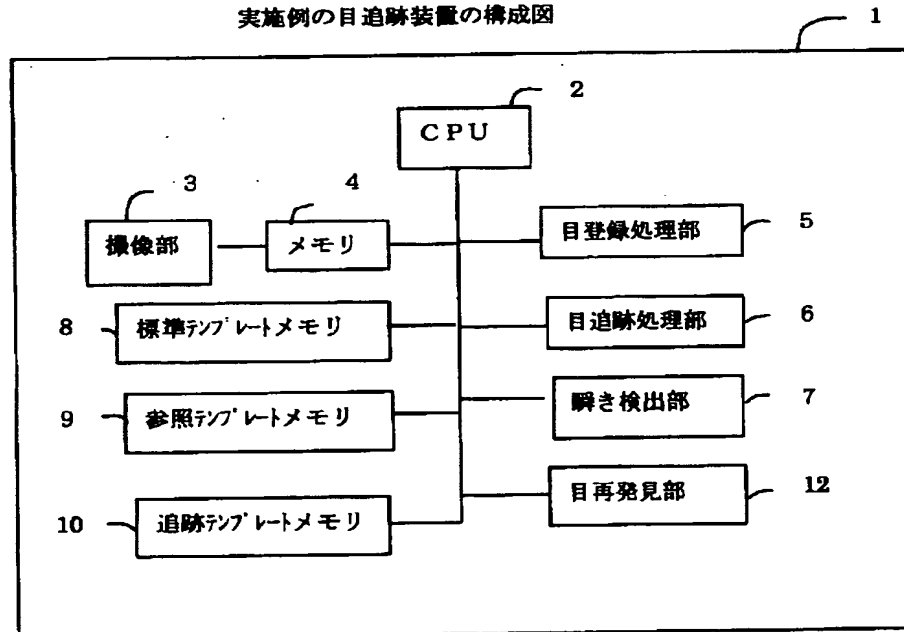 実施例の目追跡装置の構成図
1
2
CPU
3
4
撮像部
メモリ
目登録処理部
5
8
標準テンプレートメモリ
目追跡処理部
6
9
参照テンプレートメモリ
瞬き検出部
7
10
追跡テンプレートメモリ
目再発見部
12